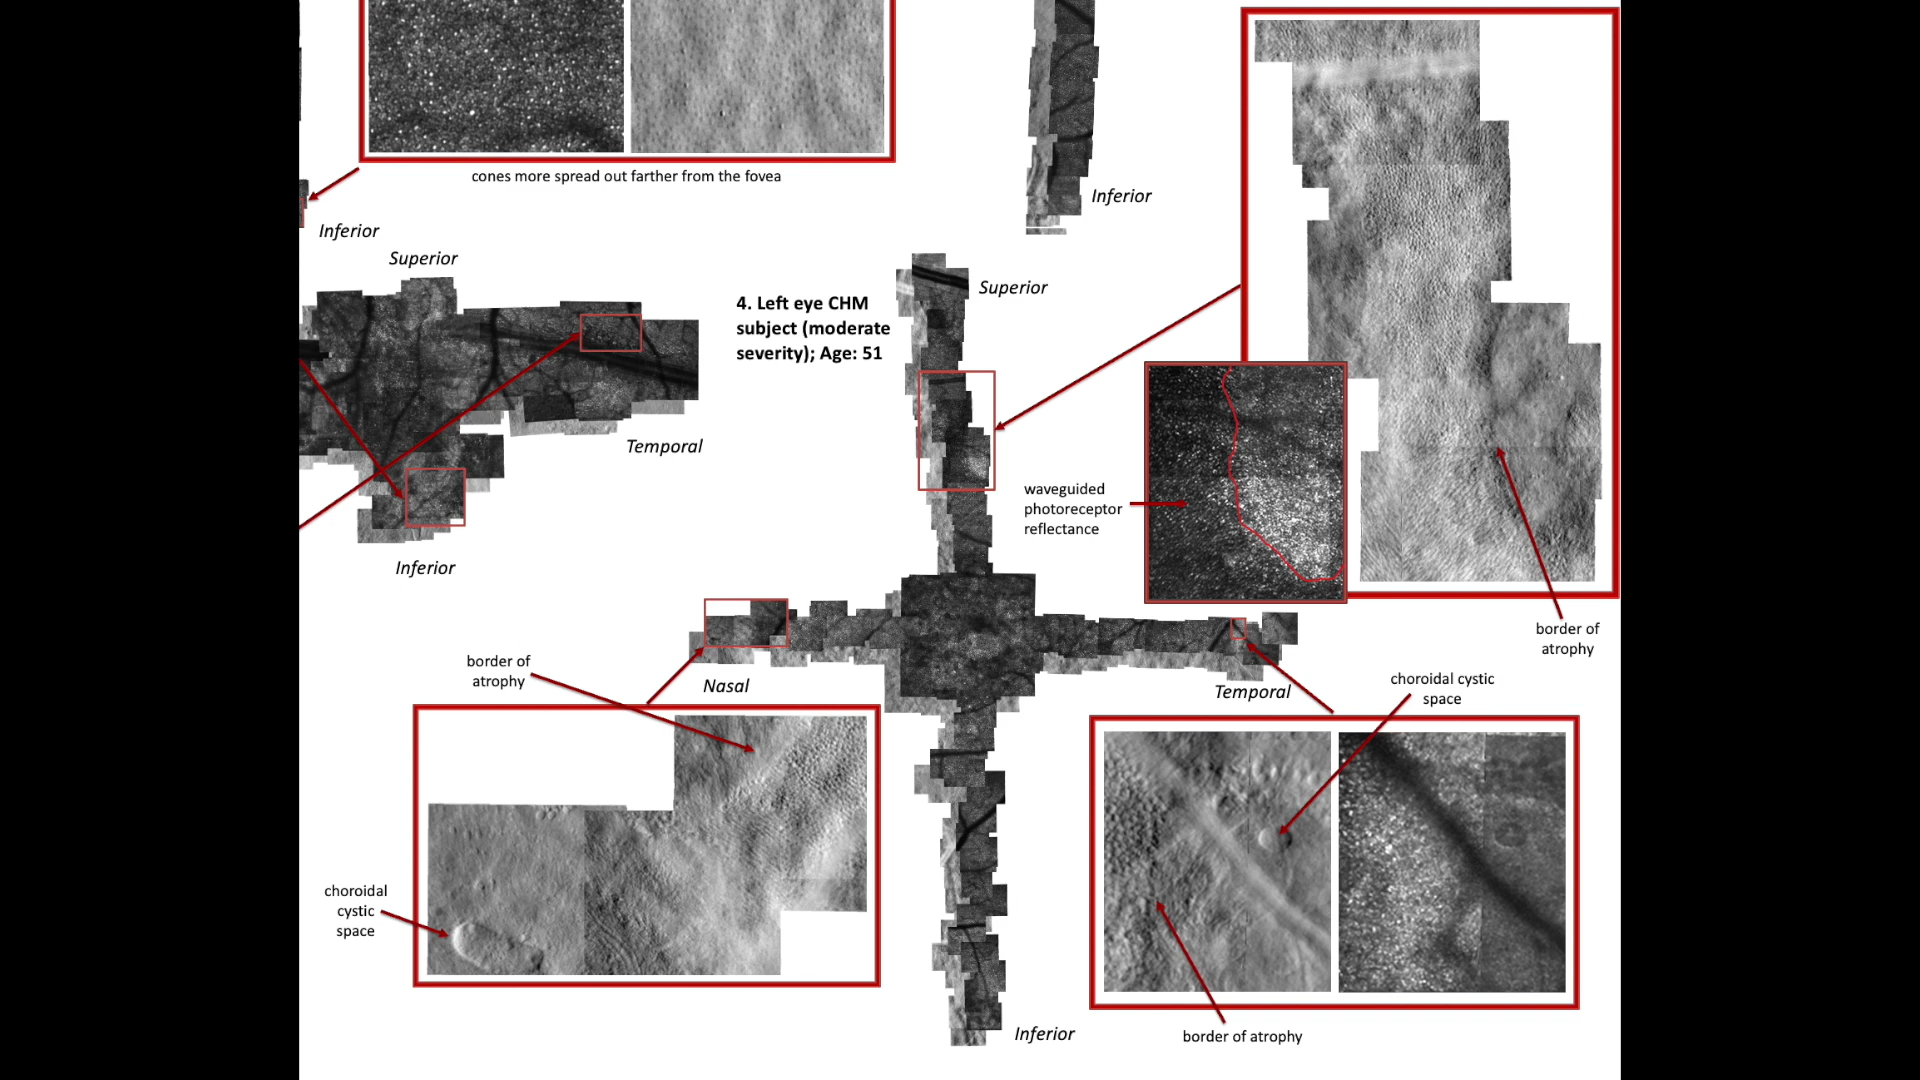 cones more spread out farther from the fovea
Inferior
Inferior
Superior
Temporal
Inferior
4. Left eye CHM
subject (moderate
severity); Age: 51
Superior
waveguided
photoreceptor
reflectance
border of
atrophy
border of
atrophy
Nasal
Temporal
choroidal cystic
space
choroidal
cystic
space
Inferior
border of atrophy